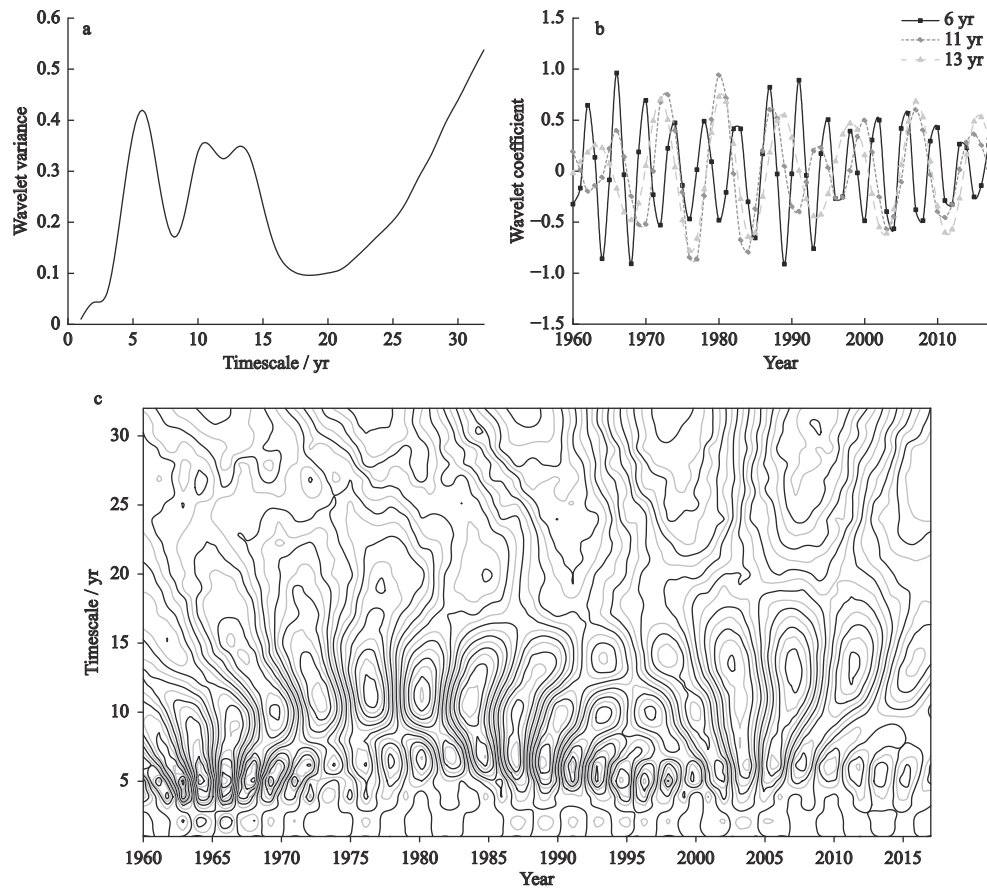 a
Wavelet variance
0.6
0.5
0.4
0.3
0.2
0.1
0
0 5 10 15 20 25 30
Timescale / yr
b
6 yr
11 yr
13 yr
Wavelet coefficient
1.5
1.0
0.5
0
−0.5
−1.0
−1.5
1960 1970 1980 1990 2000 2010
Year
c
Timescale / yr
30
25
20
15
10
5
1960 1965 1970 1975 1980 1985 1990 1995 2000 2005 2010 2015
Year